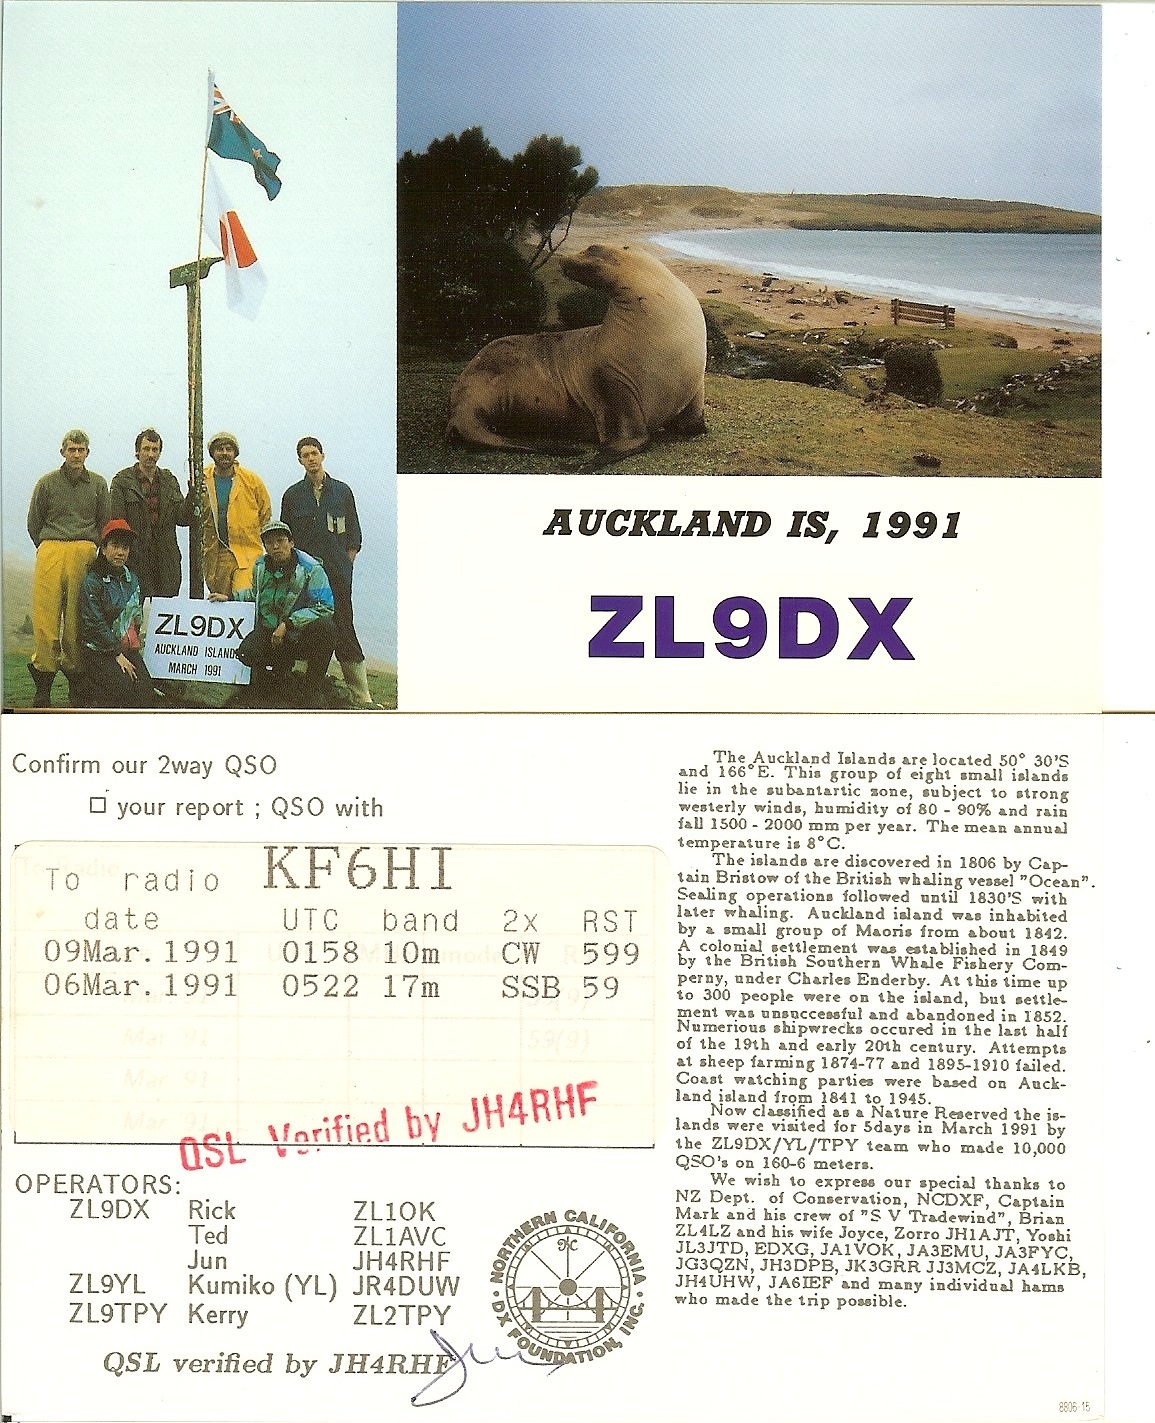 ZL9DX
AUCKLAND ISLANDS
MARCH 1991
AUCKLAND IS, 1991
ZL9DX
Confirm our 2way QSO
☐ your report ; QSO with
To radio KF6HI
date UTC band 2x RST
09Mar. 1991 0158 10m CW 599
06Mar. 1991 0522 17m SSB 59
Mar 91 59(9)
Mar 91
Mar 91
QSL Verified by JH4RHF
OPERATORS:
ZL9DX Rick ZL1OK
Ted ZL1AVC
Jun JH4RHF
ZL9YL Kumiko (YL) JR4DUW
ZL9TPY Kerry ZL2TPY
QSL verified by JH4RHF
NORTHERN CALIFORNIA
DX FOUNDATION, INC.
The Auckland Islands are located 50° 30'S
and 166°E. This group of eight small islands
lie in the subantartic zone, subject to strong
westerly winds, humidity of 80 - 90% and rain
fall 1500 - 2000 mm per year. The mean annual
temperature is 8°C.
The islands are discovered in 1806 by Cap-
tain Bristow of the British whaling vessel "Ocean".
Sealing operations followed until 1830'S with
later whaling. Auckland island was inhabited
by a small group of Maoris from about 1842.
A colonial settlement was established in 1849
by the British Southern Whale Fishery Com-
perny, under Charles Enderby. At this time up
to 300 people were on the island, but settle-
ment was unsuccessful and abandoned in 1852.
Numerious shipwrecks occured in the last half
of the 19th and early 20th century. Attempts
at sheep farming 1874-77 and 1895-1910 failed.
Coast watching parties were based on Auck-
land island from 1841 to 1945.
Now classified as a Nature Reserved the is-
lands were visited for 5days in March 1991 by
the ZL9DX/YL/TPY team who made 10,000
QSO's on 160-6 meters.
We wish to express our special thanks to
NZ Dept. of Conservation, NCDXF, Captain
Mark and his crew of "S V Tradewind", Brian
ZL4LZ and his wife Joyce, Zorro JH1AJT, Yoshi
JL3JTD, EDXG, JA1VOK, JA3EMU, JA3FYC,
JG3QZN, JH3DPB, JK3GRR JJ3MCZ, JA4LKB,
JH4UHW, JA6IEF and many individual hams
who made the trip possible.
8806 15